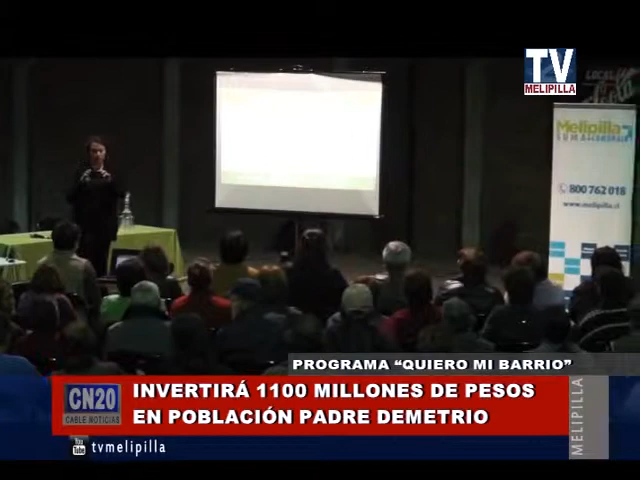 TV
MELIPILLA
LOCAL
Melipilla
800 762 018
www.melipilla.cl
PROGRAMA “QUIERO MI BARRIO”
CN20
CABLE-NOTICIAS
INVERTIRÁ 1100 MILLONES DE PESOS
EN POBLACIÓN PADRE DEMETRIO
MELIPILLA
You
Tube
tvmelipilla